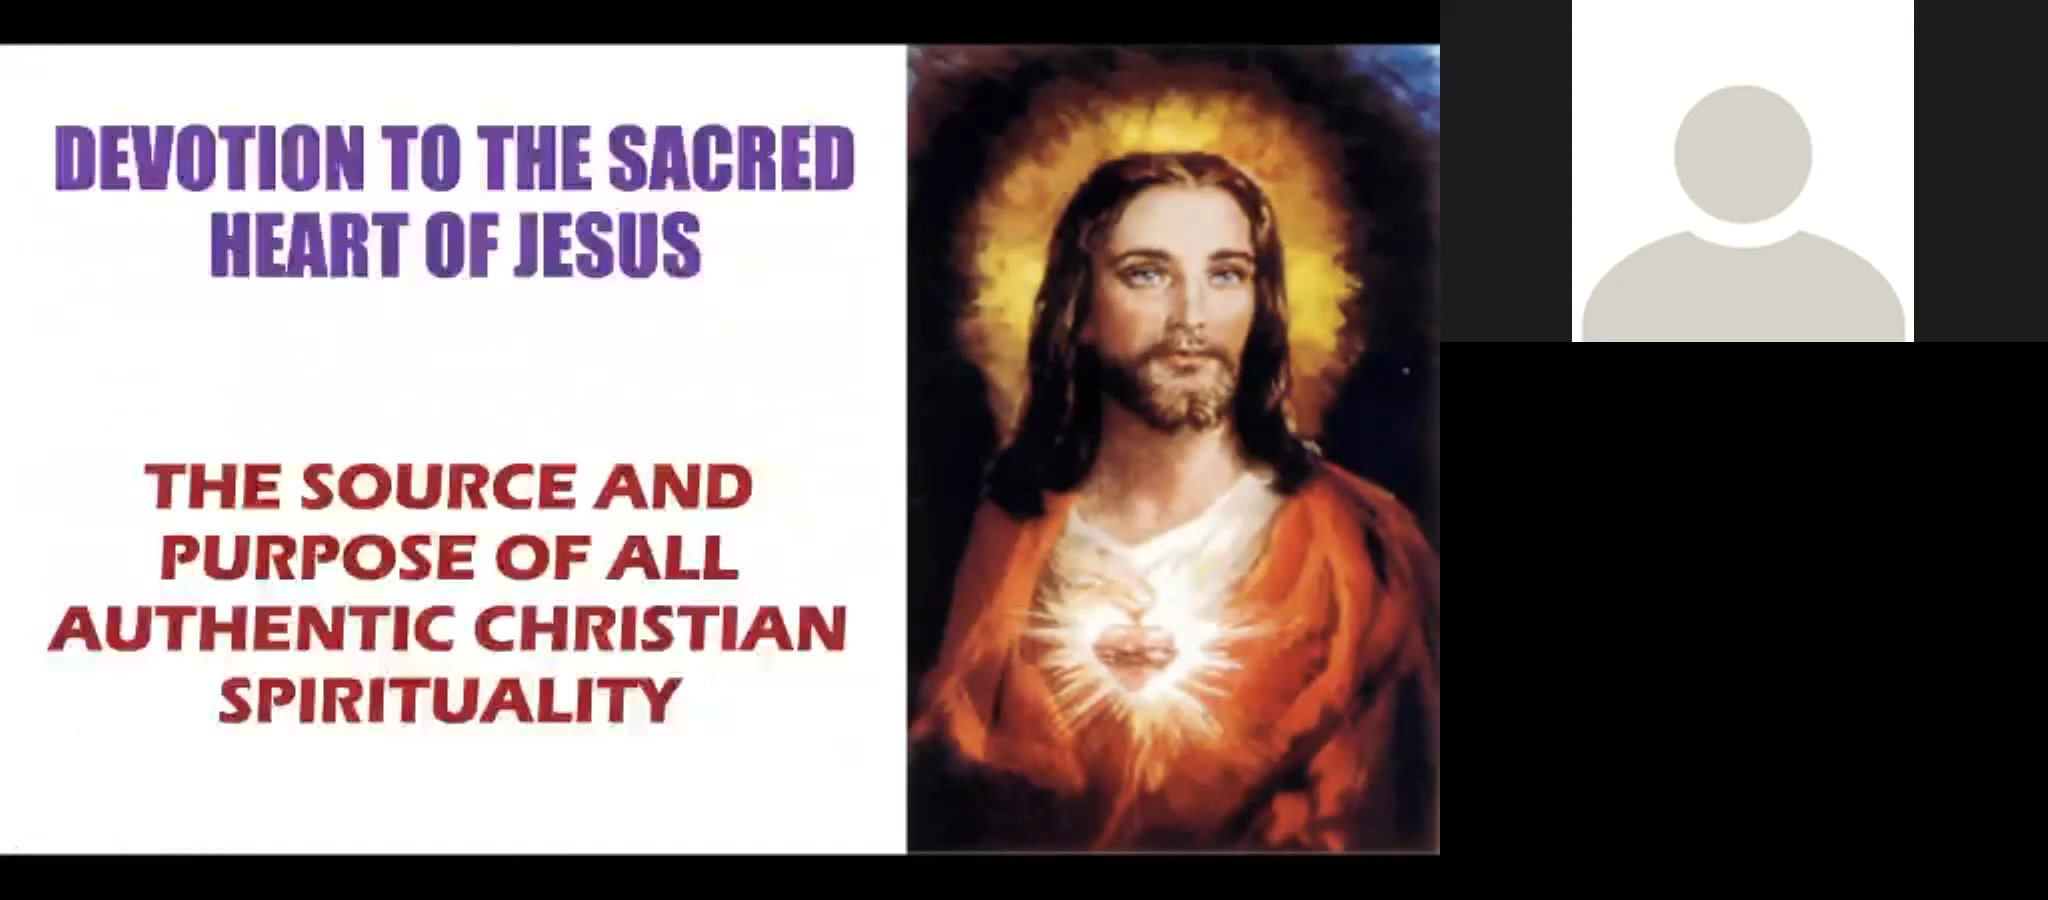 DEVOTION TO THE SACRED
HEART OF JESUS
THE SOURCE AND
PURPOSE OF ALL
AUTHENTIC CHRISTIAN
SPIRITUALITY